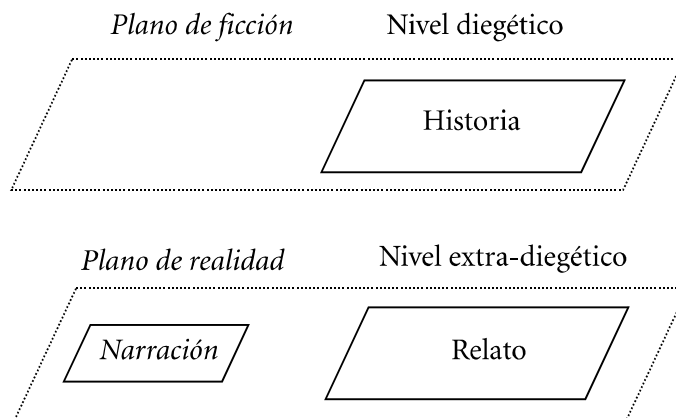 Plano de ficción Nivel diegético
Historia
Plano de realidad Nivel extra-diegético
Narración Relato